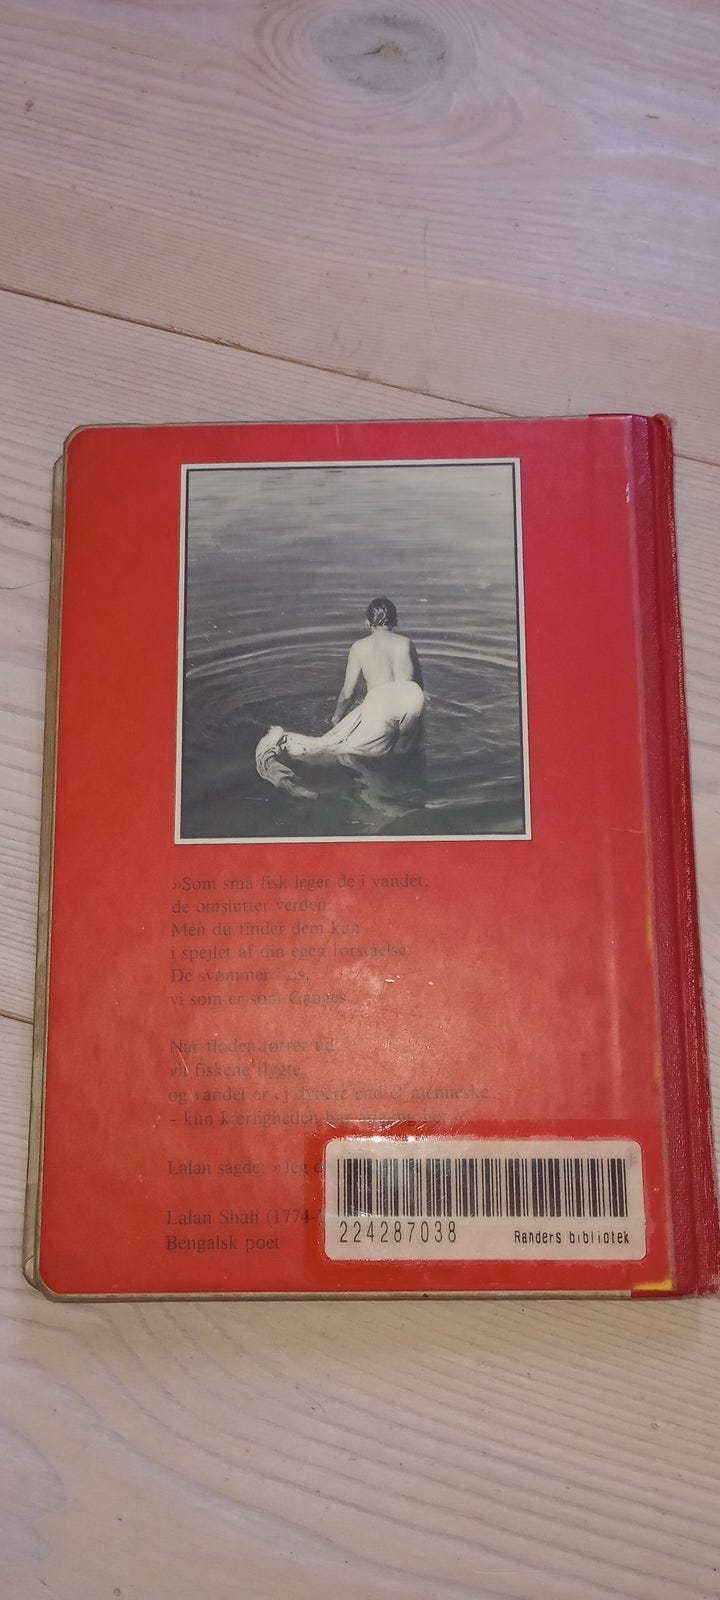 »Som små fisk leger de i vandet,
de omslutter verden.
Men du finder dem kun
i spejlet af din egen forståelse.
De svømmer i os,
vi som er som Ganges
Når floden tørrer ud,
vil fiskene flygte,
og vandet er ej dybere end et menneske
- kun kærligheden har
Lalan sagde: »Jeg
Lalan Shah (1774-
Bengalsk poet
224287038 Randers bibliotek